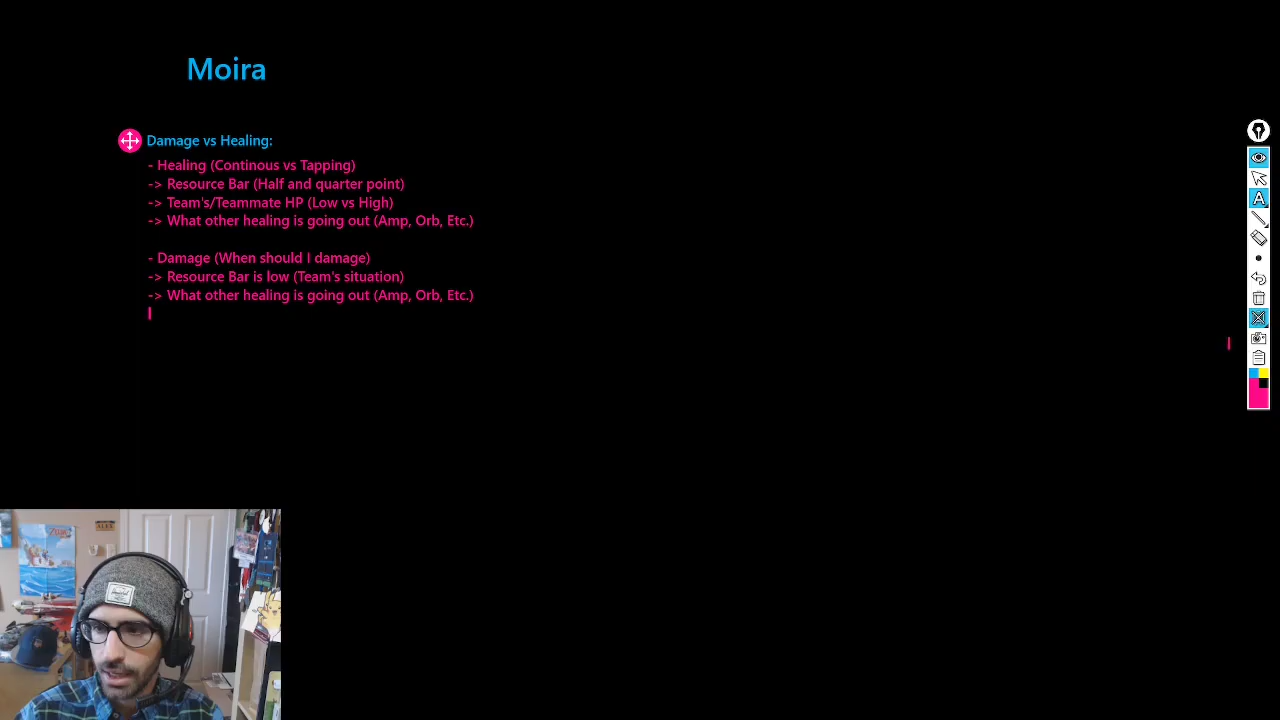 Moira
Damage vs Healing:
- Healing (Continous vs Tapping)
-> Resource Bar (Half and quarter point)
-> Team's/Teammate HP (Low vs High)
-> What other healing is going out (Amp, Orb, Etc.)
- Damage (When should I damage)
-> Resource Bar is low (Team's situation)
-> What other healing is going out (Amp, Orb, Etc.)
A